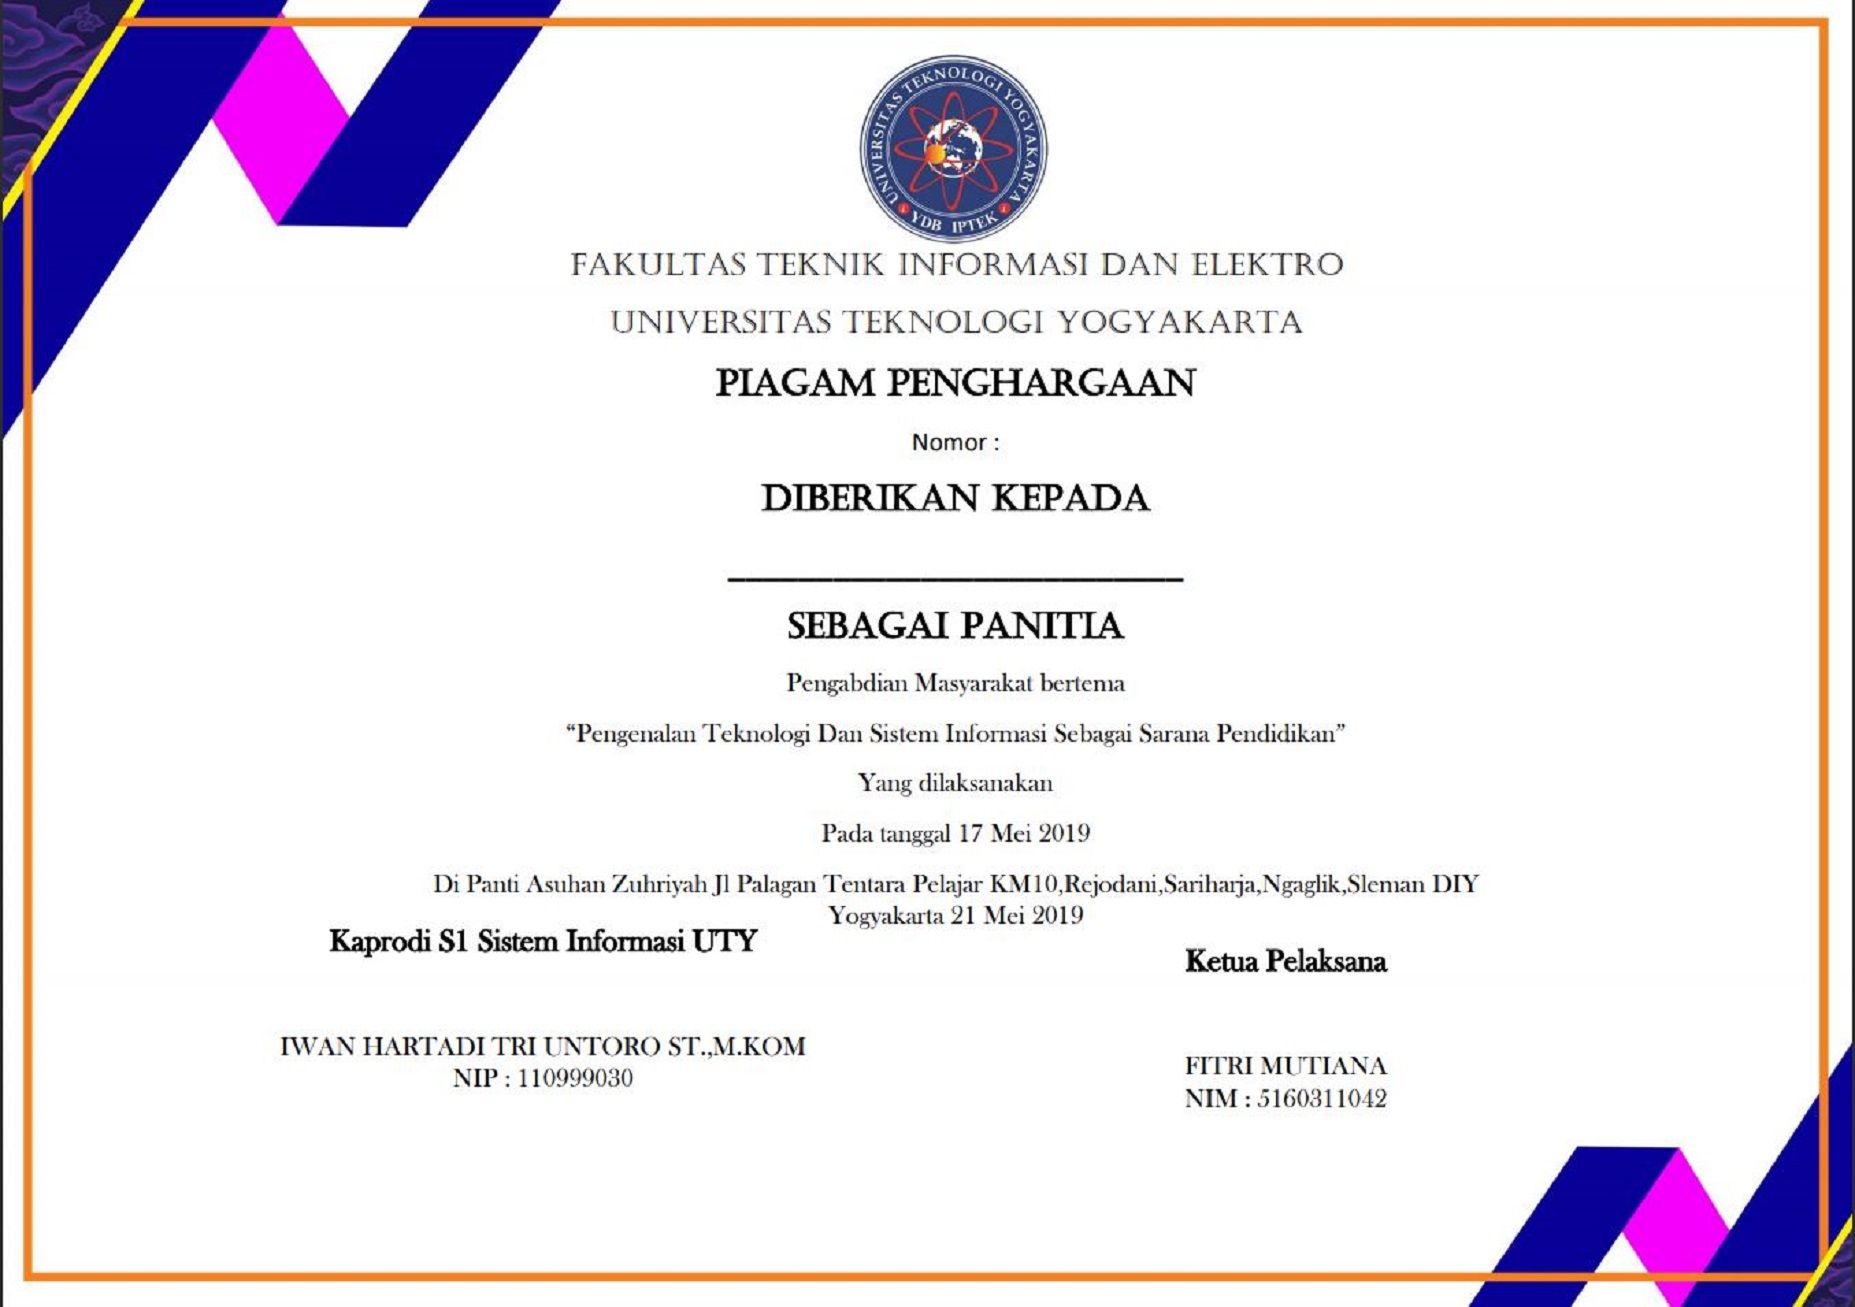 UNIVERSITAS TEKNOLOGI YOGYAKARTA
YDB IPTEK
FAKULTAS TEKNIK INFORMASI DAN ELEKTRO
UNIVERSITAS TEKNOLOGI YOGYAKARTA
PIAGAM PENGHARGAAN
Nomor :
DIBERIKAN KEPADA
SEBAGAI PANITIA
Pengabdian Masyarakat bertema
“Pengenalan Teknologi Dan Sistem Informasi Sebagai Sarana Pendidikan”
Yang dilaksanakan
Pada tanggal 17 Mei 2019
Di Panti Asuhan Zuhriyah Jl Palagan Tentara Pelajar KM10,Rejodani,Sariharja,Ngaglik,Sleman DIY
Yogyakarta 21 Mei 2019
Kaprodi S1 Sistem Informasi UTY
IWAN HARTADI TRI UNTORO ST.,M.KOM
NIP : 110999030
Ketua Pelaksana
FITRI MUTIANA
NIM : 5160311042